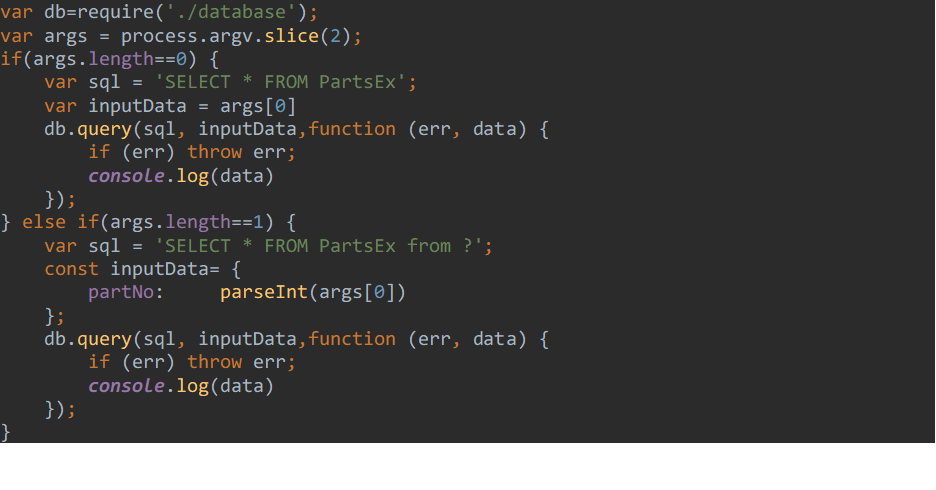 var db=require('./database');
var args = process.argv.slice(2);
if(args.length==0) {
    var sql = 'SELECT * FROM PartsEx';
    var inputData = args[0]
    db.query(sql, inputData,function (err, data) {
        if (err) throw err;
        console.log(data)
    });
} else if(args.length==1) {
    var sql = 'SELECT * FROM PartsEx from ?';
    const inputData= {
        partNo:     parseInt(args[0])
    };
    db.query(sql, inputData,function (err, data) {
        if (err) throw err;
        console.log(data)
    });
}